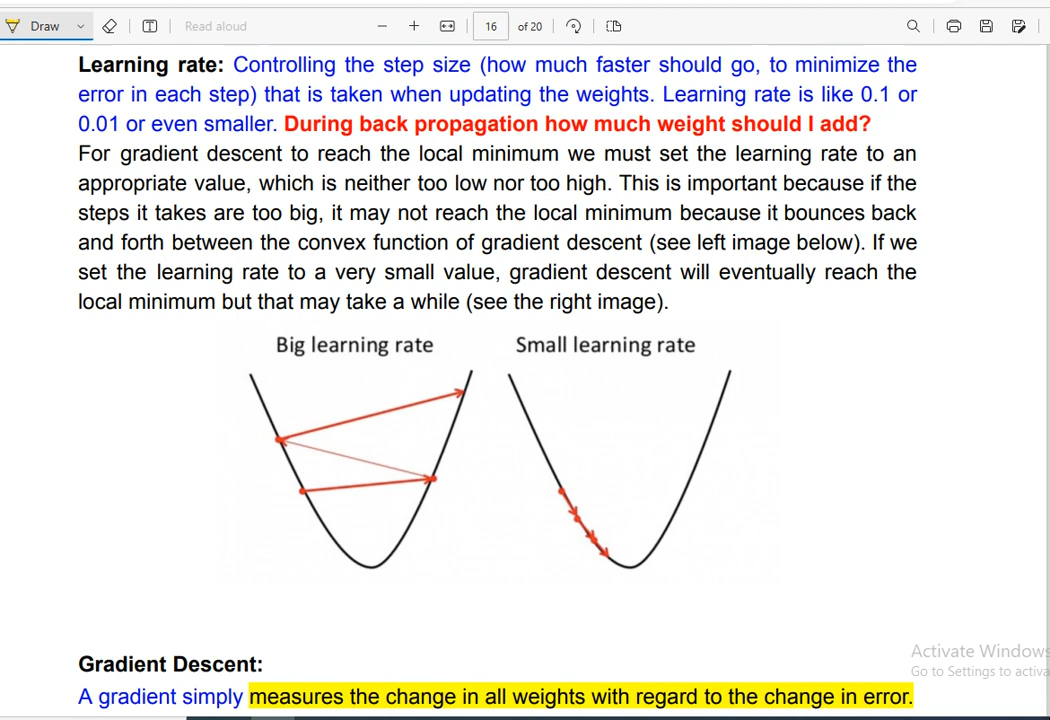 Draw
Read aloud
16
of 20
Learning rate: Controlling the step size (how much faster should go, to minimize the
error in each step) that is taken when updating the weights. Learning rate is like 0.1 or
0.01 or even smaller. During back propagation how much weight should I add?
For gradient descent to reach the local minimum we must set the learning rate to an
appropriate value, which is neither too low nor too high. This is important because if the
steps it takes are too big, it may not reach the local minimum because it bounces back
and forth between the convex function of gradient descent (see left image below). If we
set the learning rate to a very small value, gradient descent will eventually reach the
local minimum but that may take a while (see the right image).
Big learning rate
Small learning rate
Gradient Descent:
A gradient simply measures the change in all weights with regard to the change in error.
Activate Windows
Go to Settings to activa